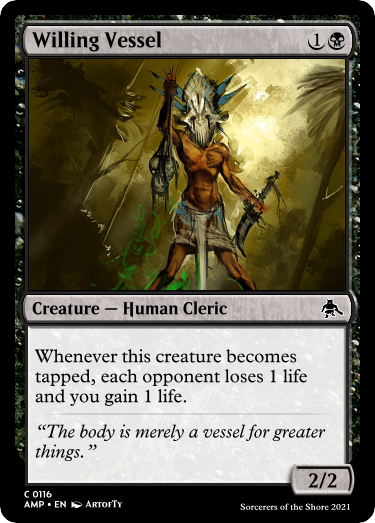 Willing Vessel 1
Creature — Human Cleric
Whenever this creature becomes
tapped, each opponent loses 1 life
and you gain 1 life.
“The body is merely a vessel for greater
things.”
2/2
C 0116
AMP • EN ArtofTy
Sorcerers of the Shore 2021